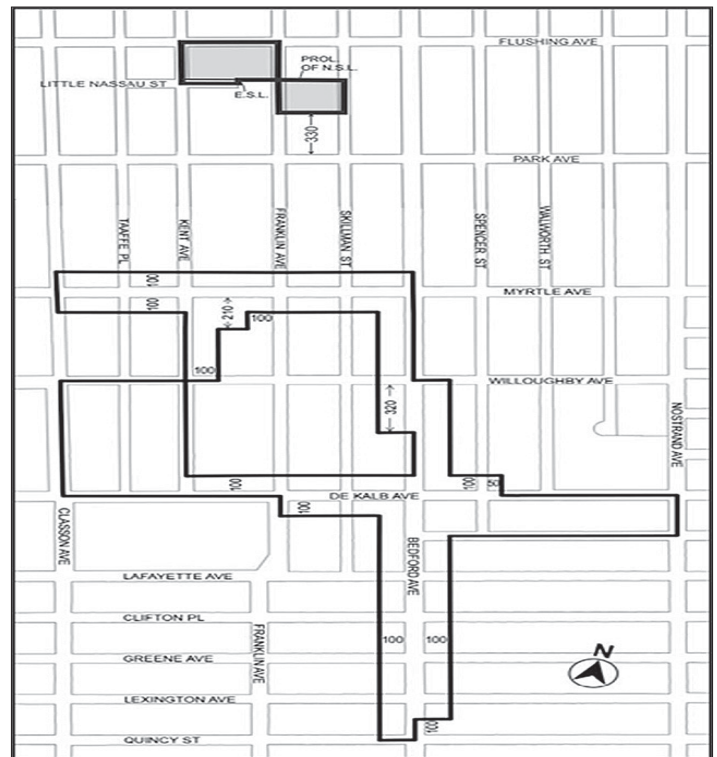 FLUSHING AVE
PROL.
OF N.S.L.
LITTLE NASSAU ST
E.S.L.
330
PARK AVE
TAAFFE PL
KENT AVE
FRANKLIN AVE
SKILLMAN ST
SPENCER ST
WALWORTH ST
100
MYRTLE AVE
100
210
100
100
WILLOUGHBY AVE
320
NOSTRAND AVE
100
100
50
DE KALB AVE
100
CLASSON AVE
BEDFORD AVE
LAFAYETTE AVE
CLIFTON PL
FRANKLIN AVE
100
100
N
GREENE AVE
LEXINGTON AVE
100
QUINCY ST